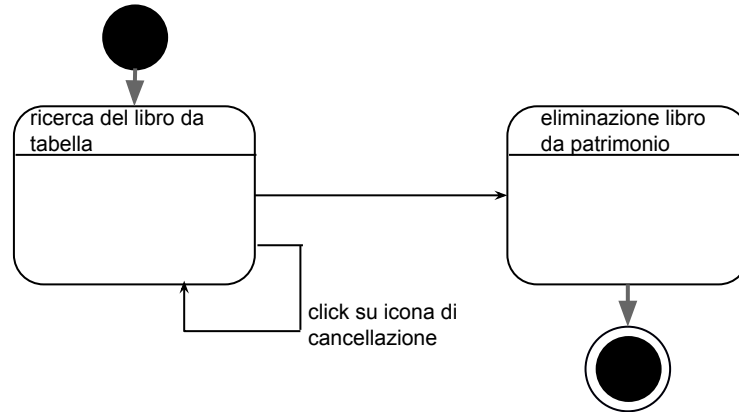 ricerca del libro da
tabella
eliminazione libro
da patrimonio
click su icona di
cancellazione